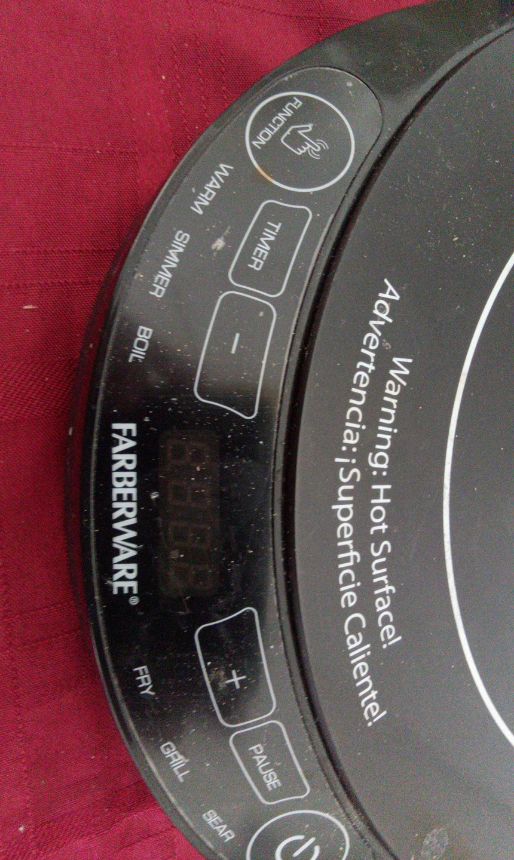 Warning: Hot Surface!
Advertencia: ¡Superficie Caliente!
FUNCTION
TIMER
-
+
PAUSE
WARM
SIMMER
BOIL
FARBERWARE®
FRY
GRILL
SEAR